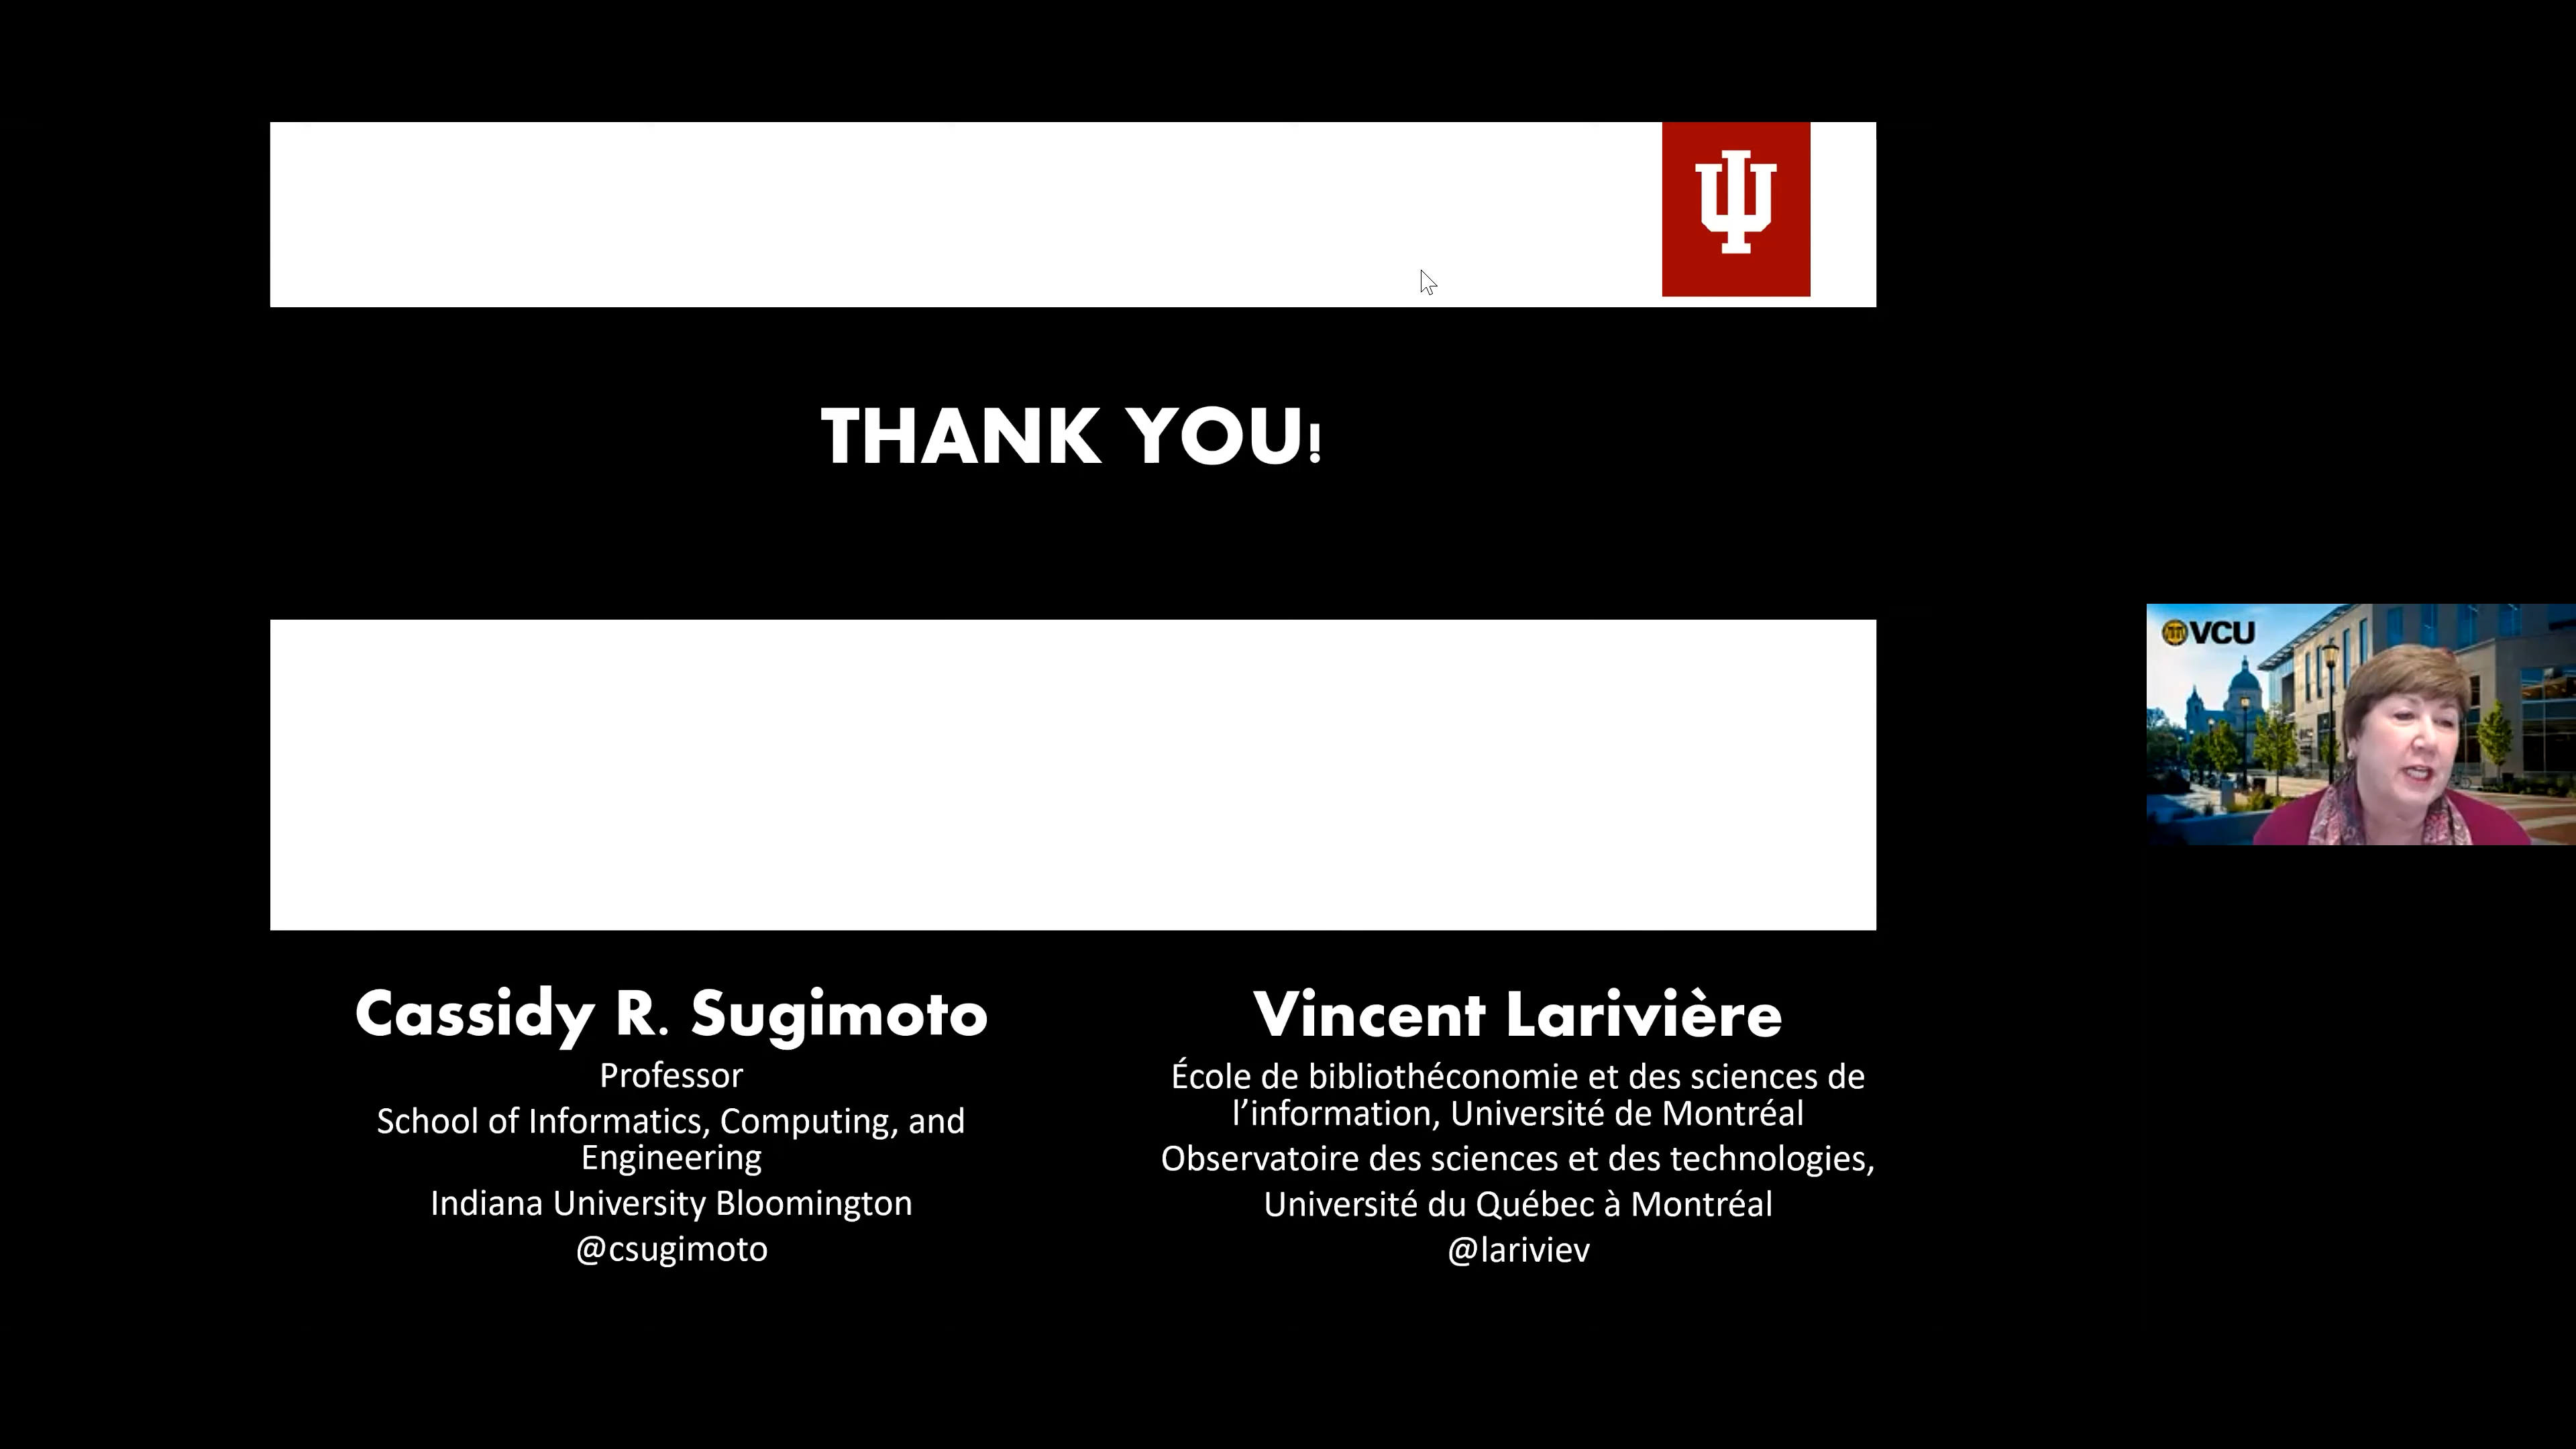 THANK YOU!
VCU
Cassidy R. Sugimoto
Professor
School of Informatics, Computing, and
Engineering
Indiana University Bloomington
@csugimoto
Vincent Larivière
École de bibliothéconomie et des sciences de
l’information, Université de Montréal
Observatoire des sciences et des technologies,
Université du Québec à Montréal
@lariviev